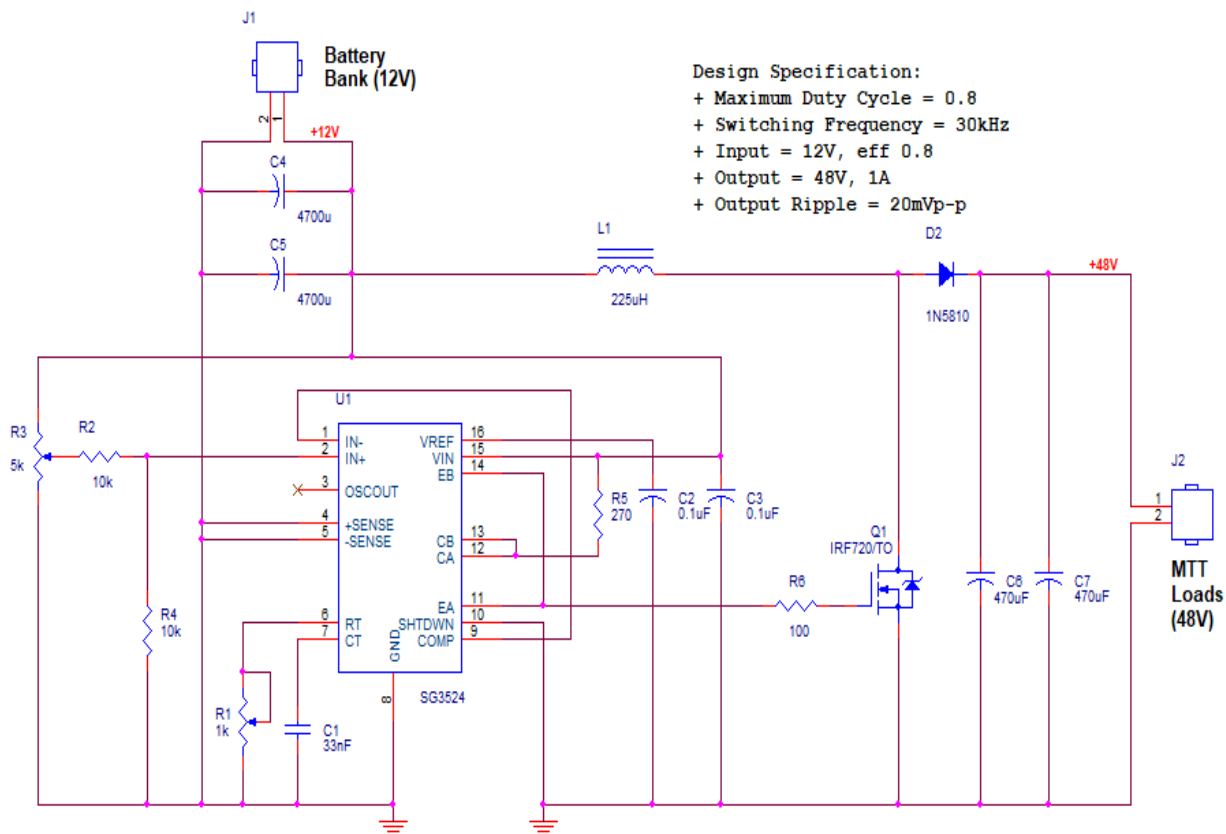 J1
Battery
Bank (12V)
2
1
+12V
Design Specification:
+ Maximum Duty Cycle = 0.8
+ Switching Frequency = 30kHz
+ Input = 12V, eff 0.8
+ Output = 48V, 1A
+ Output Ripple = 20mVp-p
C4
4700u
C5
4700u
L1
225uH
D2
1N5810
+48V
U1
R3
5k
R2
10k
1
2
3
4
5
6
7
IN-
IN+
OSCOUT
+SENSE
-SENSE
RT
CT
GND
8
VREF
VIN
EB
CB
CA
EA
SHTDWN
COMP
16
15
14
13
12
11
10
9
SG3524
R5
270
C2
0.1uF
C3
0.1uF
R4
10k
R1
1k
C1
33nF
R6
100
Q1
IRF720/TO
C6
470uF
C7
470uF
J2
1
2
MTT
Loads
(48V)